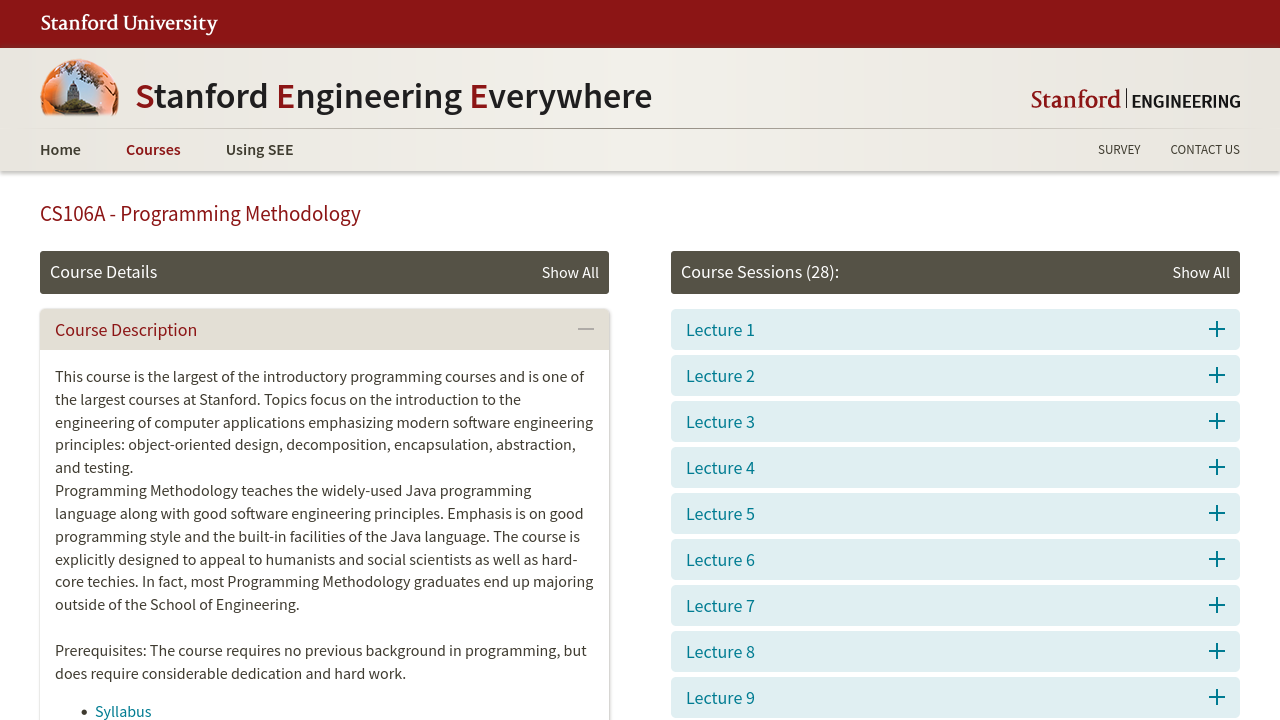 Stanford University
Stanford Engineering Everywhere
Stanford ENGINEERING
Home
Courses
Using SEE
SURVEY
CONTACT US
CS106A - Programming Methodology
Course Details
Show All
Course Description
This course is the largest of the introductory programming courses and is one of
the largest courses at Stanford. Topics focus on the introduction to the
engineering of computer applications emphasizing modern software engineering
principles: object-oriented design, decomposition, encapsulation, abstraction,
and testing.
Programming Methodology teaches the widely-used Java programming
language along with good software engineering principles. Emphasis is on good
programming style and the built-in facilities of the Java language. The course is
explicitly designed to appeal to humanists and social scientists as well as hard-
core techies. In fact, most Programming Methodology graduates end up majoring
outside of the School of Engineering.
Prerequisites: The course requires no previous background in programming, but
does require considerable dedication and hard work.
• Syllabus
Course Sessions (28):
Show All
Lecture 1
Lecture 2
Lecture 3
Lecture 4
Lecture 5
Lecture 6
Lecture 7
Lecture 8
Lecture 9